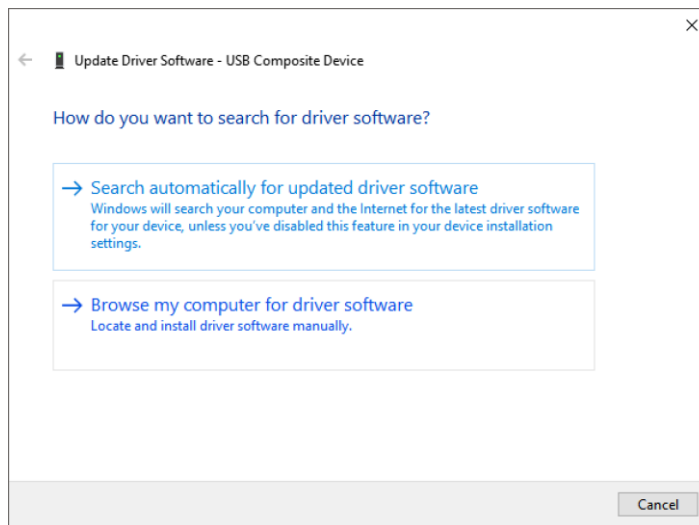 Update Driver Software - USB Composite Device
How do you want to search for driver software?
Search automatically for updated driver software
Windows will search your computer and the Internet for the latest driver software
for your device, unless you've disabled this feature in your device installation
settings.
Browse my computer for driver software
Locate and install driver software manually.
Cancel